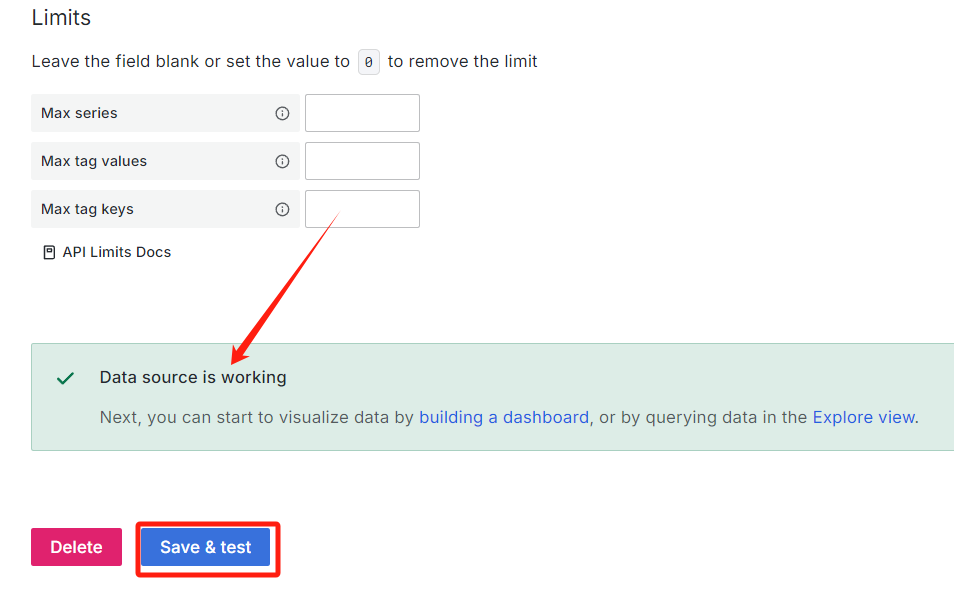 Limits
Leave the field blank or set the value to 0 to remove the limit
Max series
Max tag values
Max tag keys
API Limits Docs
Data source is working
Next, you can start to visualize data by building a dashboard, or by querying data in the Explore view.
Delete
Save & test